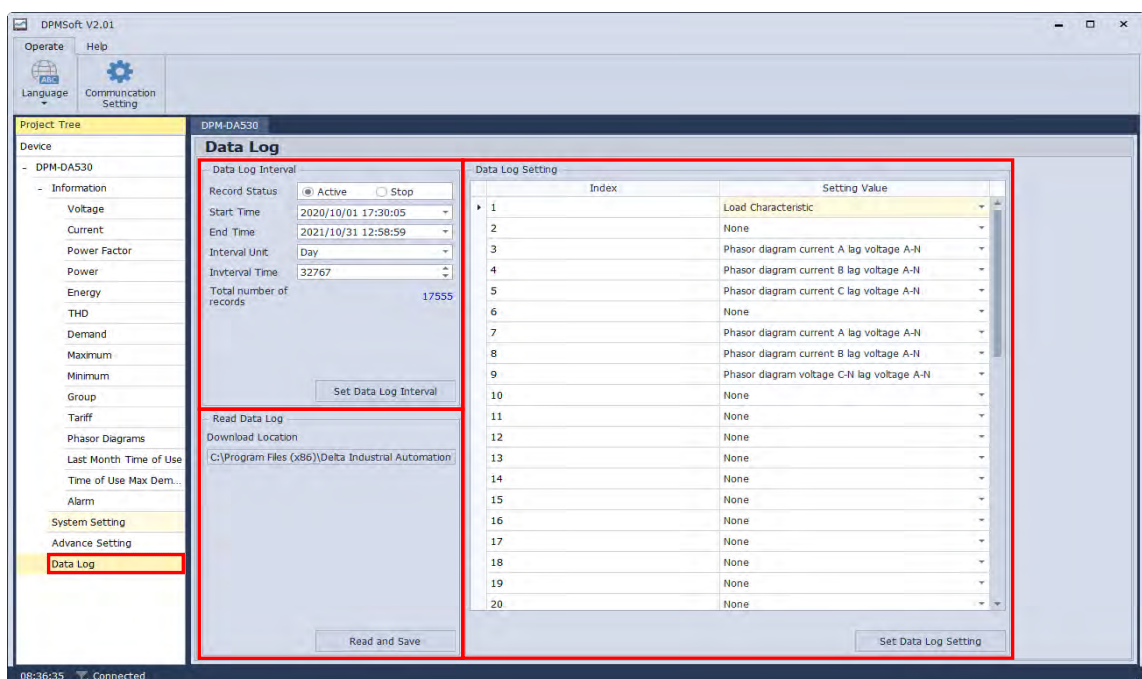 DPMSoft V2.01
Operate Help
ABC
Language
Communcation
Setting
Project Tree
Device
- DPM-DA530
- Information
Voltage
Current
Power Factor
Power
Energy
THD
Demand
Maximum
Minimum
Group
Tariff
Phasor Diagrams
Last Month Time of Use
Time of Use Max Dem...
Alarm
System Setting
Advance Setting
Data Log
DPM-DA530
Data Log
Data Log Interval
Record Status Active Stop
Start Time 2020/10/01 17:30:05
End Time 2021/10/31 12:58:59
Interval Unit Day
Invterval Time 32767
Total number of
records
17555
Set Data Log Interval
Read Data Log
Download Location
C:\Program Files (x86)\Delta Industrial Automation
Read and Save
Data Log Setting
Index Setting Value
1 Load Characteristic
2 None
3 Phasor diagram current A lag voltage A-N
4 Phasor diagram current B lag voltage A-N
5 Phasor diagram current C lag voltage A-N
6 None
7 Phasor diagram current A lag voltage A-N
8 Phasor diagram current B lag voltage A-N
9 Phasor diagram voltage C-N lag voltage A-N
10 None
11 None
12 None
13 None
14 None
15 None
16 None
17 None
18 None
19 None
20 None
Set Data Log Setting
08:36:35 Connected